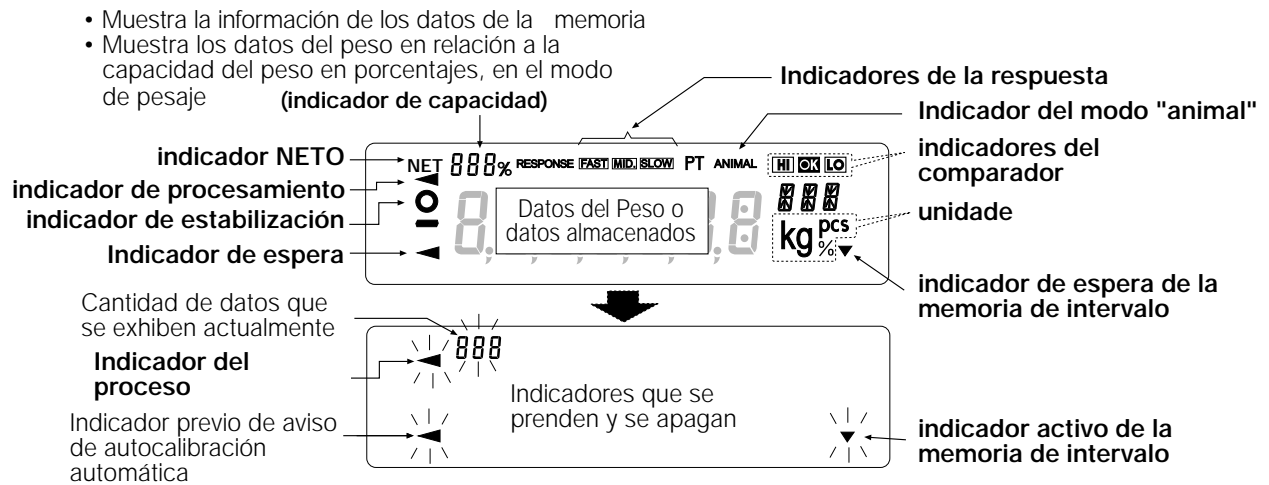 • Muestra la información de los datos de la memoria
• Muestra los datos del peso en relación a la
capacidad del peso en porcentajes, en el modo
de pesaje
(indicador de capacidad)
Indicadores de la respuesta
Indicador del modo "animal"
indicador NETO
indicador de procesamiento
indicador de estabilización
Indicador de espera
NET 888% RESPONSE FAST MID. SLOW PT ANIMAL HI OK LO
8.
Datos del Peso o
datos almacenados
8.8
kg
pcs
%
indicadores del
comparador
unidade
indicador de espera de la
memoria de intervalo
Cantidad de datos que
se exhiben actualmente
Indicador del
proceso
Indicador previo de aviso
de autocalibración
automática
888
Indicadores que se
prenden y se apagan
indicador activo de la
memoria de intervalo